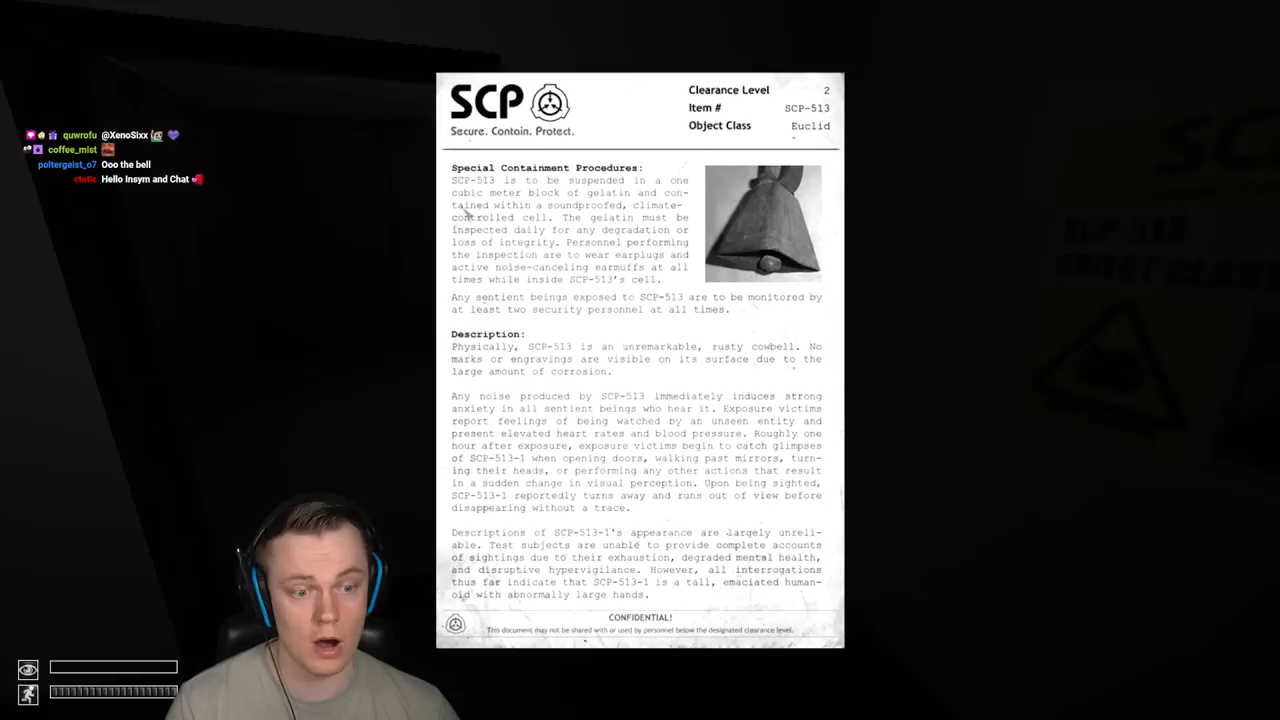 quwrofu @XenoSixx
coffee_mist
poltergeist_o7 Ooo the bell
ctotic Hello Insym and Chat
SCP
Secure. Contain. Protect.
Clearance Level 2
Item # SCP-513
Object Class Euclid
Special Containment Procedures:
SCP-513 is to be suspended in a one
cubic meter block of gelatin and con-
tained within a soundproofed, climate-
controlled cell. The gelatin must be
inspected daily for any degradation or
loss of integrity. Personnel performing
the inspection are to wear earplugs and
active noise-canceling earmuffs at all
times while inside SCP-513's cell.
Any sentient beings exposed to SCP-513 are to be monitored by
at least two security personnel at all times.
Description:
Physically, SCP-513 is an unremarkable, rusty cowbell. No
marks or engravings are visible on its surface due to the
large amount of corrosion.
Any noise produced by SCP-513 immediately induces strong
anxiety in all sentient beings who hear it. Exposure victims
report feelings of being watched by an unseen entity and
present elevated heart rates and blood pressure. Roughly one
hour after exposure, exposure victims begin to catch glimpses
of SCP-513-1 when opening doors, walking past mirrors, turn-
ing their heads, or performing any other actions that result
in a sudden change in visual perception. Upon being sighted,
SCP-513-1 reportedly turns away and runs out of view before
disappearing without a trace.
Descriptions of SCP-513-1's appearance are largely unreli-
able. Test subjects are unable to provide complete accounts
of sightings due to their exhaustion, degraded mental health,
and disruptive hypervigilance. However, all interrogations
thus far indicate that SCP-513-1 is a tall, emaciated human-
oid with abnormally large hands.
CONFIDENTIAL!
This document may not be shared with or used by personnel below the designated clearance level.